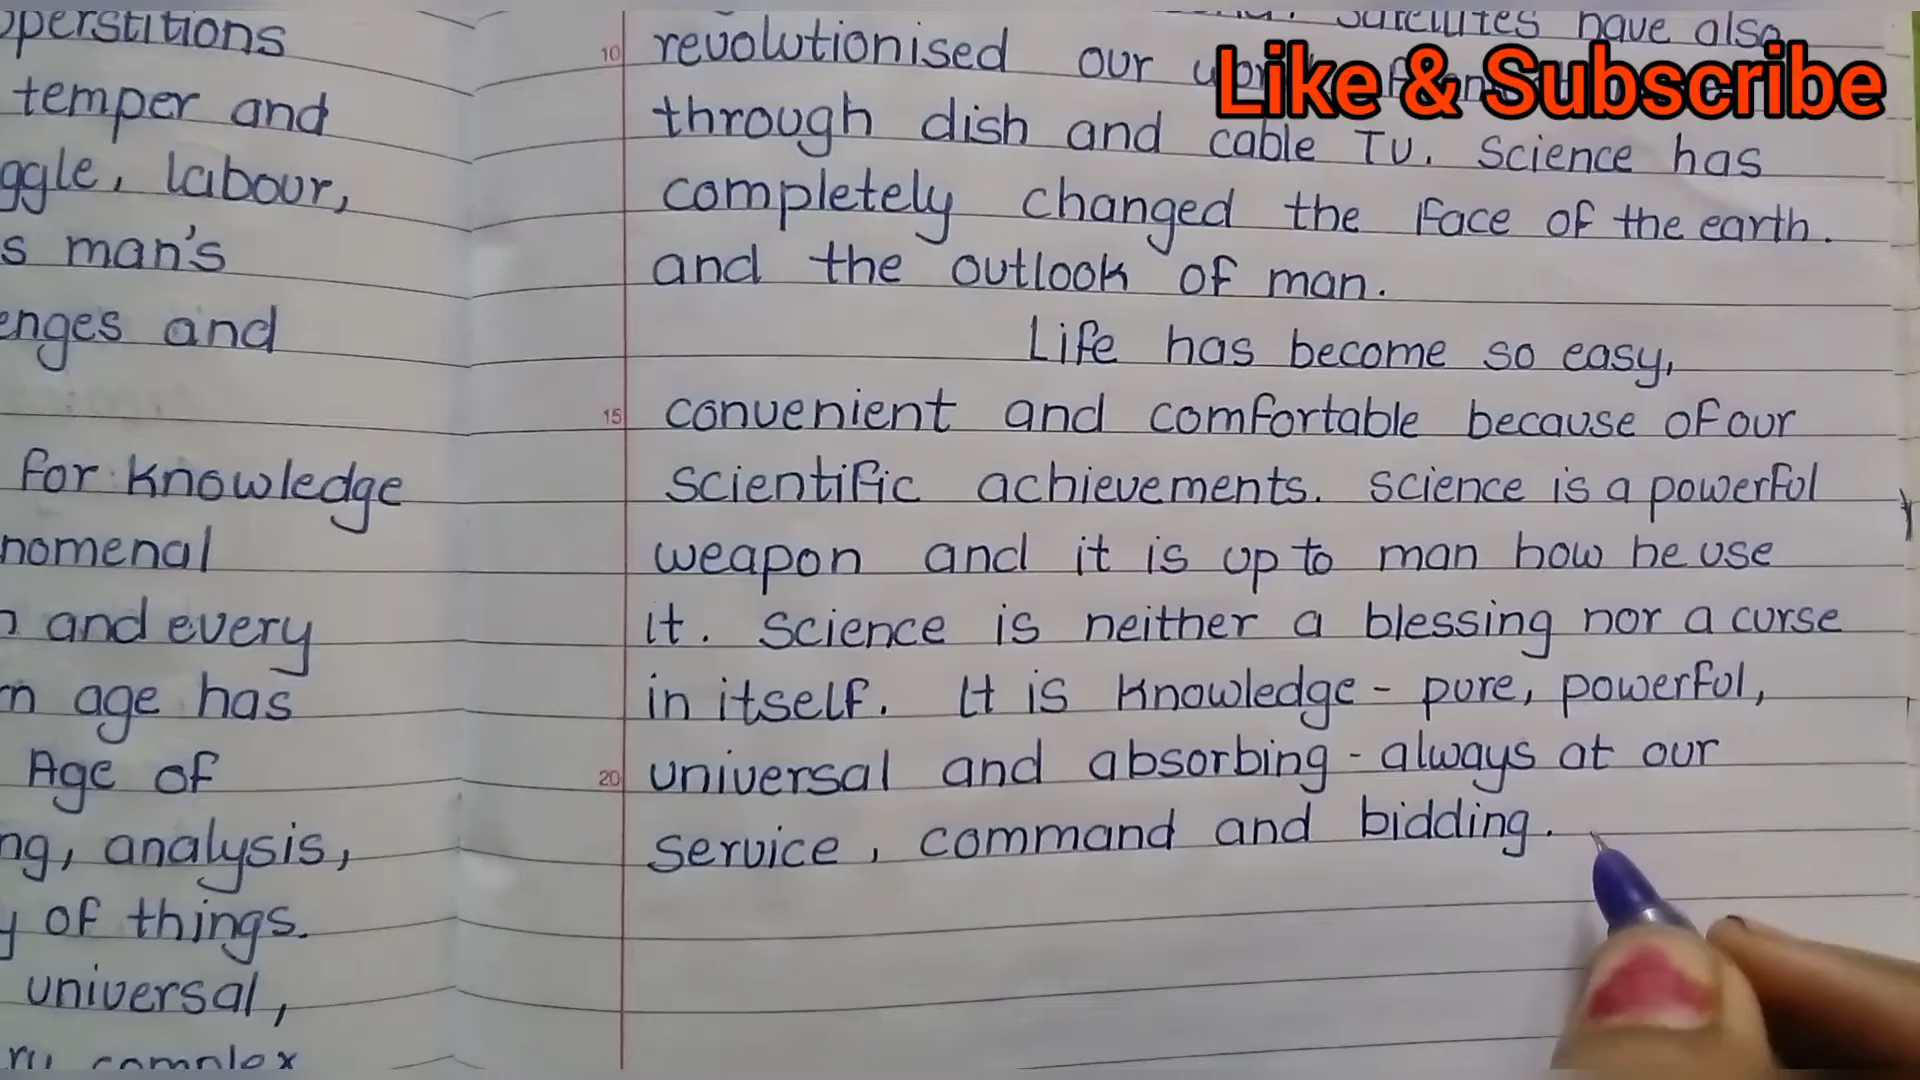 operstitions
temper and
ggle, labour,
s man's
enges and
for knowledge
nomenal
and every
n age has
Age of
ng, analysis,
y of things.
universal,
complex
Satellites have also
revolutionised our
through dish and cable TV. Science has
completely changed the Face of the earth.
and the outlook of man.
Life has become so easy,
convenient and comfortable because of our
scientific achievements. Science is a powerful
weapon and it is up to man how he use
it. Science is neither a blessing nor a curse
in itself. It is knowledge - pure, powerful,
universal and absorbing - always at our
service, command and bidding.
Like & Subscribe
10
15
20